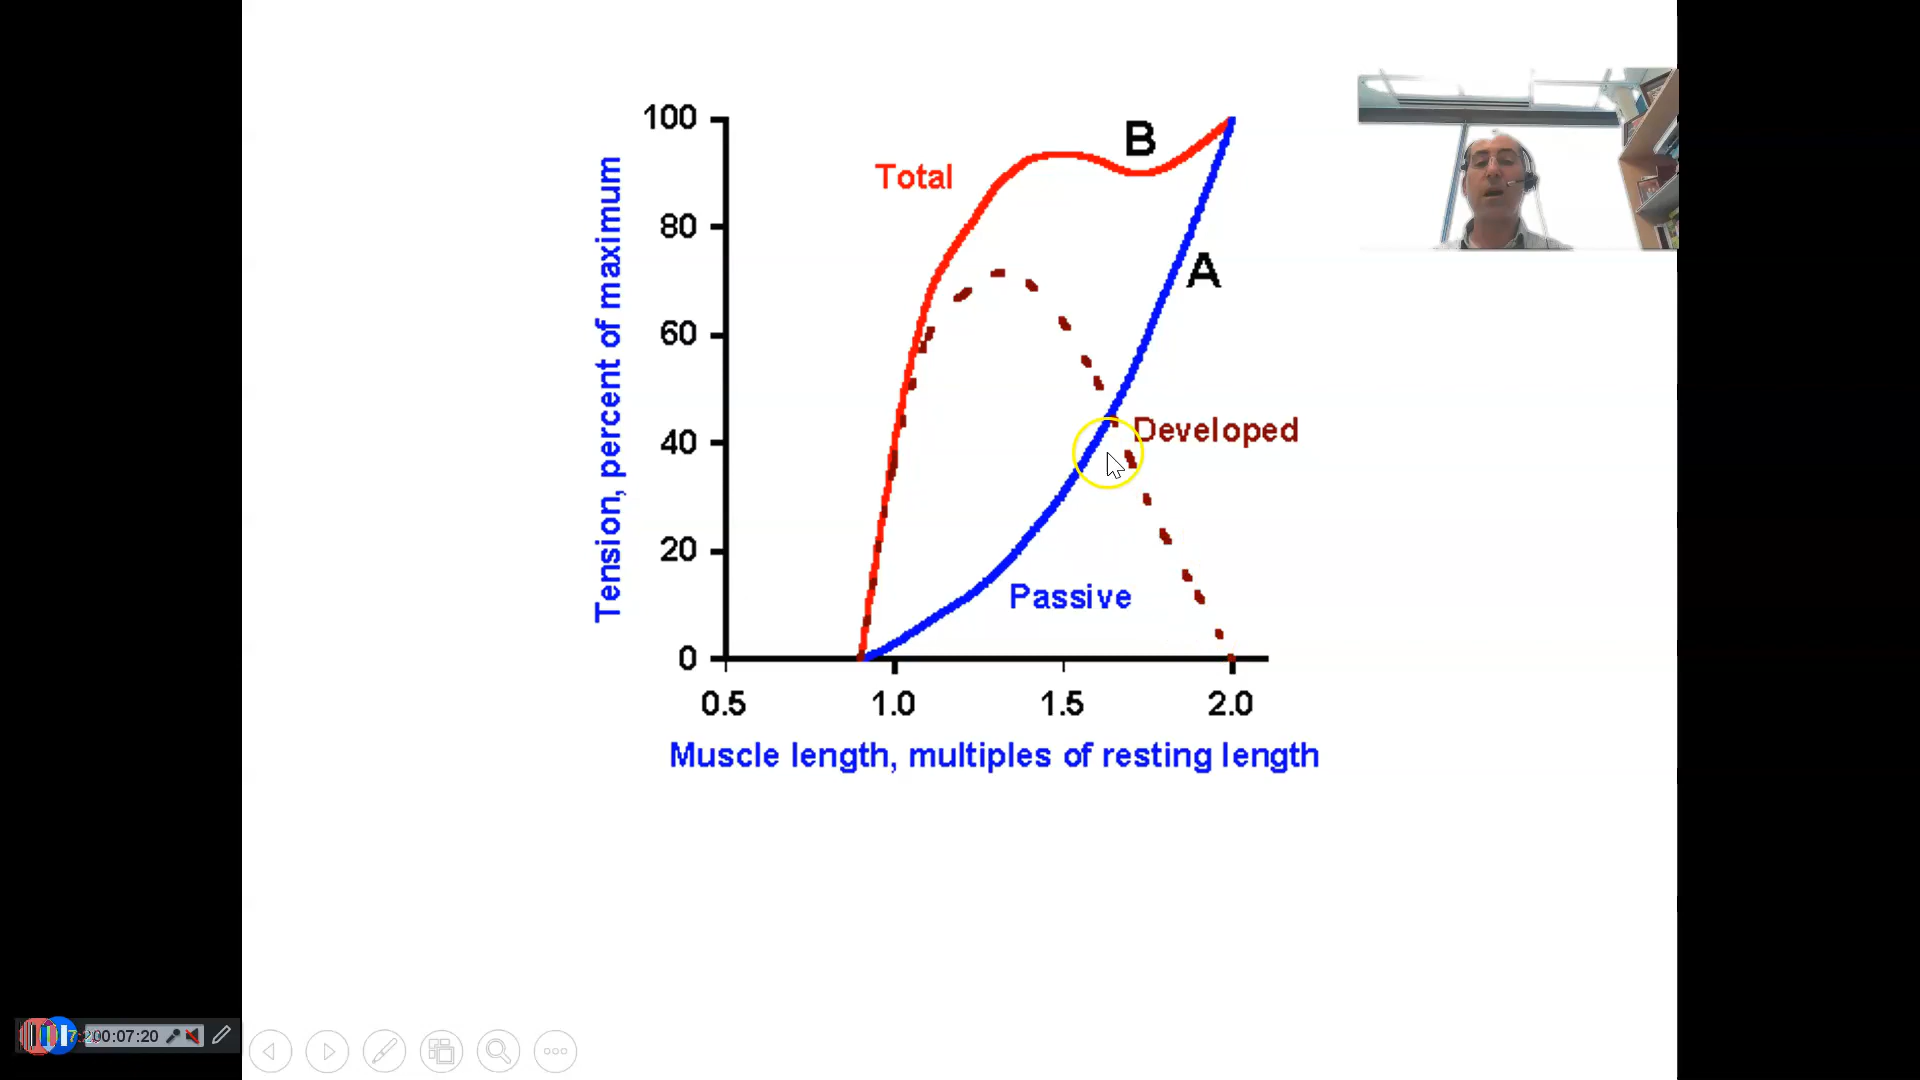 100
B
Total
80
A
60
Developed
40
20
Passive
0
0.5 1.0 1.5 2.0
Muscle length, multiples of resting length
Tension, percent of maximum
00:07:20